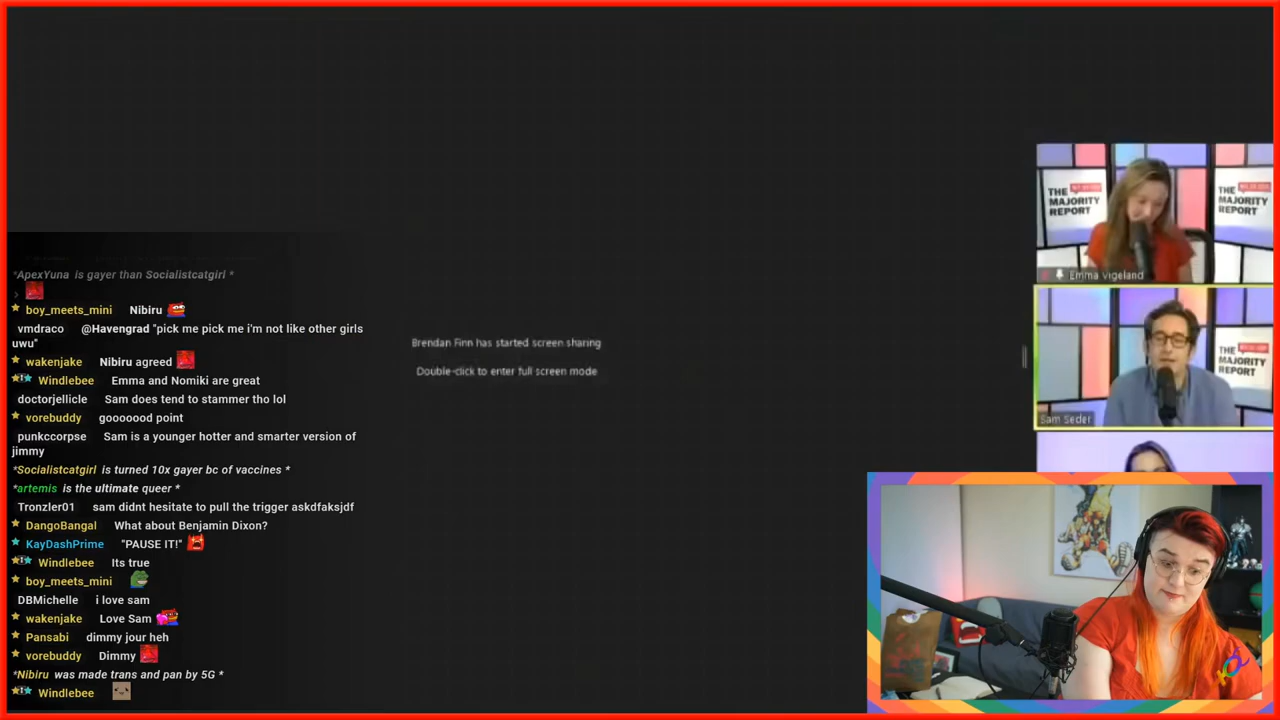 *ApexYuna is gayer than Socialistcatgirl *
boy_meets_mini Nibiru
vmdraco @Havengrad "pick me pick me i'm not like other girls
uwu"
wakenjake Nibiru agreed
Windlebee Emma and Nomiki are great
doctorjellicle Sam does tend to stammer tho lol
vorebuddy gooooood point
punkccorpse Sam is a younger hotter and smarter version of
jimmy
*Socialistcatgirl is turned 10x gayer bc of vaccines *
*artemis is the ultimate queer *
Tronzler01 sam didnt hesitate to pull the trigger askdfaksjdf
DangoBangal What about Benjamin Dixon?
KayDashPrime "PAUSE IT!"
Windlebee Its true
boy_meets_mini
DBMichelle i love sam
wakenjake Love Sam
Pansabi dimmy jour heh
vorebuddy Dimmy
*Nibiru was made trans and pan by 5G *
Windlebee
Brendan Finn has started screen sharing
Double-click to enter full screen mode
THE
MAJORITY
REPORT
THE
MAJORITY
REPORT
Emma Vigeland
THE
MAJORITY
REPORT
Sam Seder